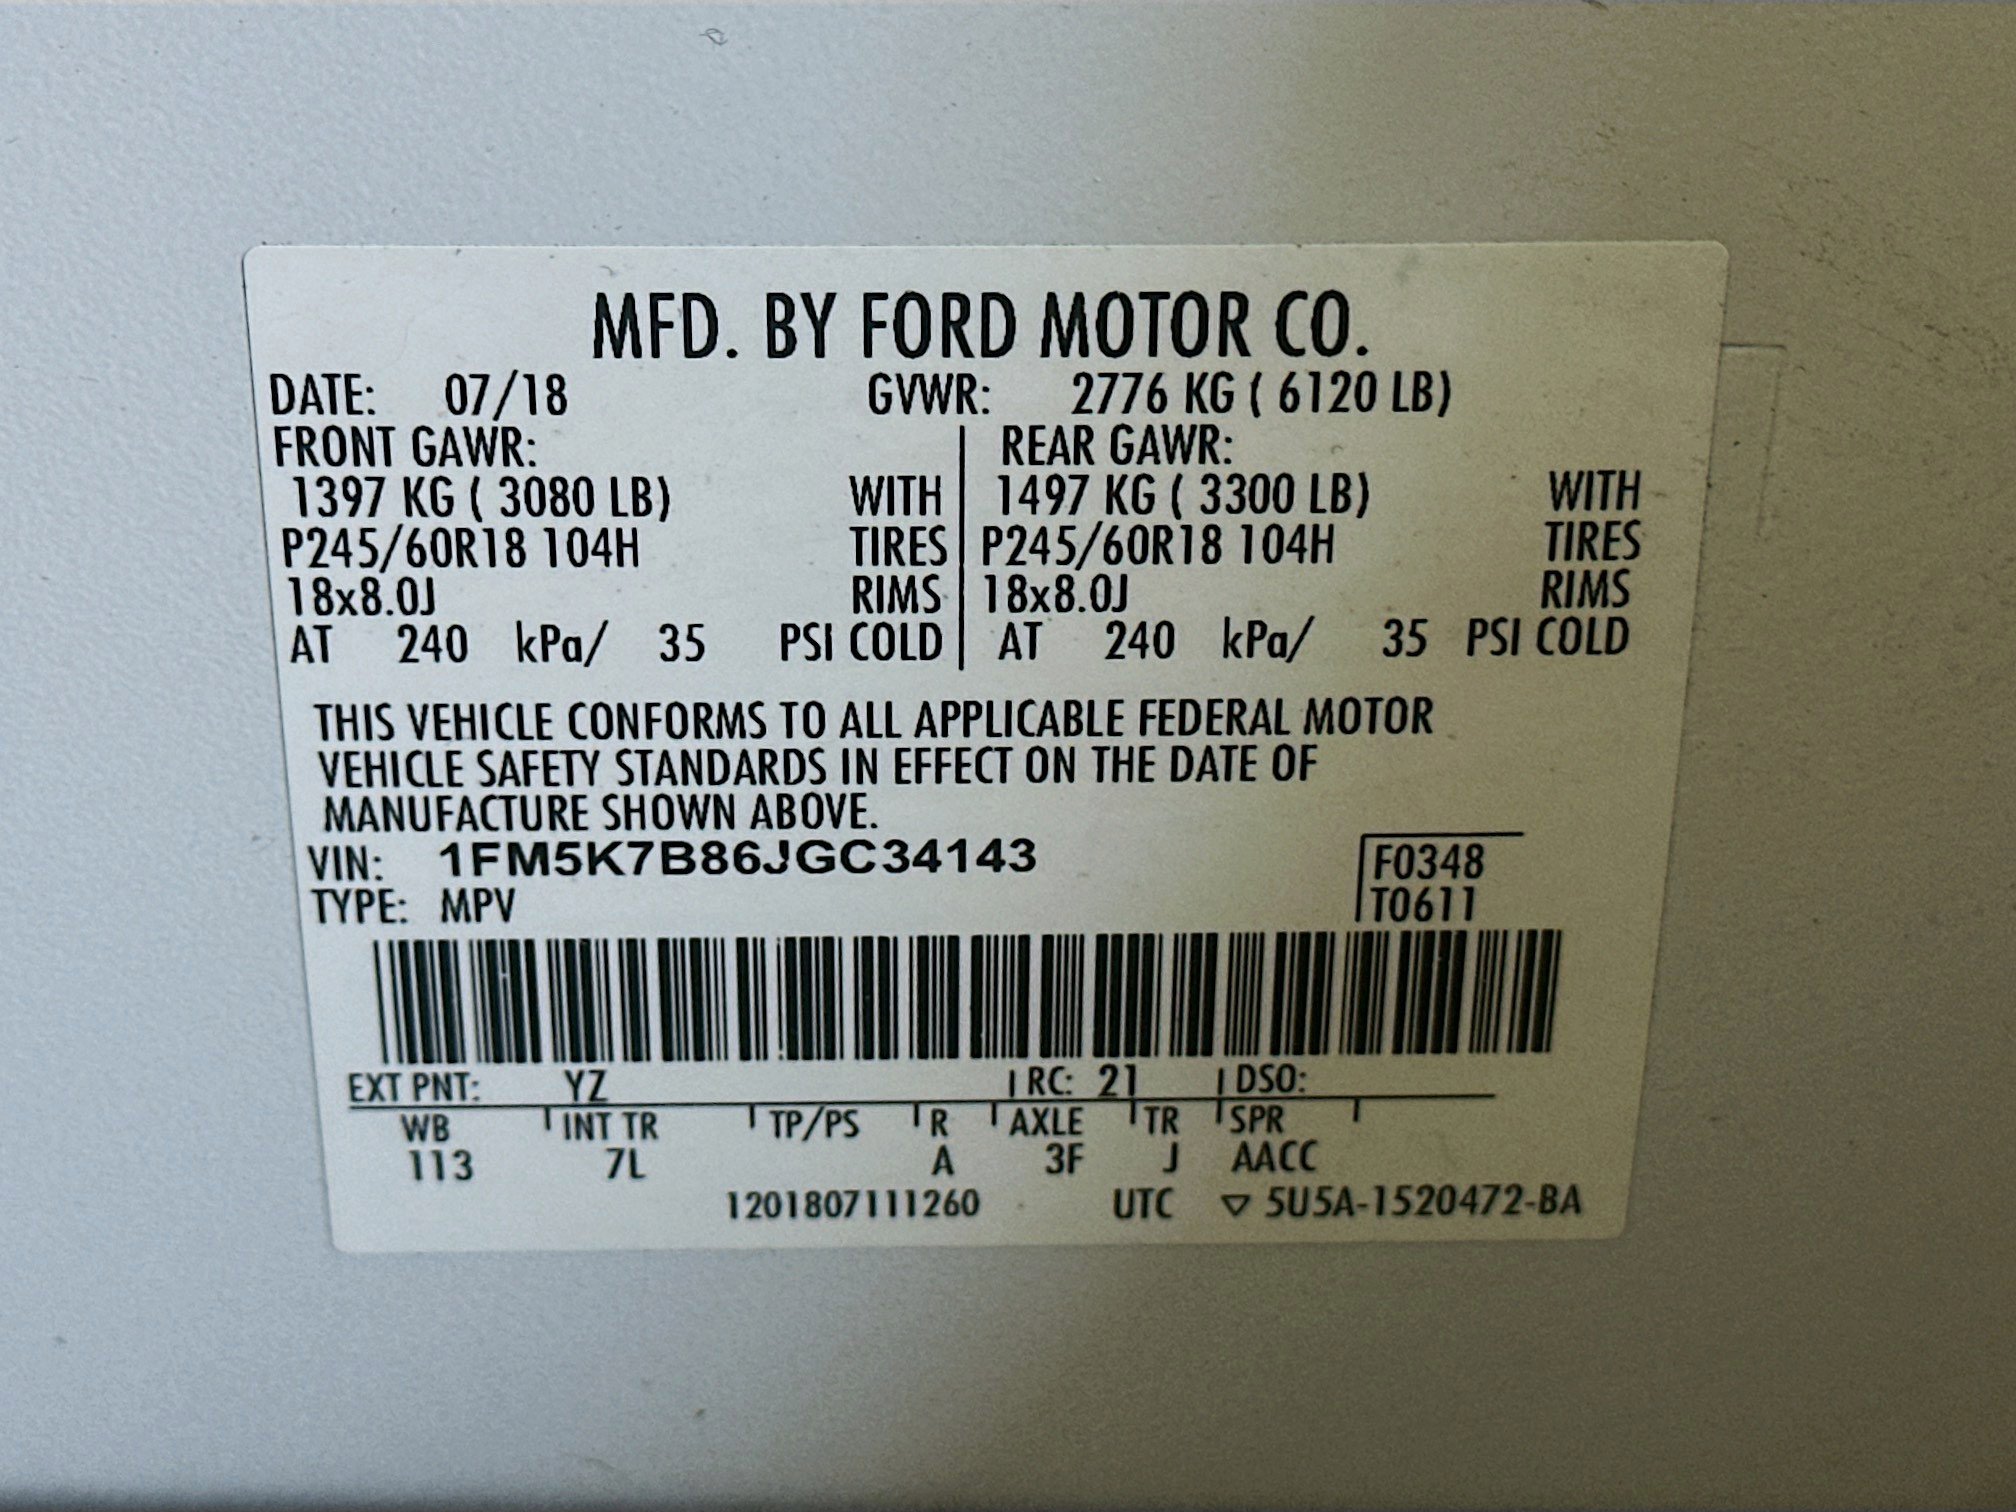 MFD. BY FORD MOTOR CO.
DATE: 07/18 GVWR: 2776 KG ( 6120 LB)
FRONT GAWR: REAR GAWR:
1397 KG ( 3080 LB) WITH 1497 KG ( 3300 LB) WITH
P245/60R18 104H TIRES P245/60R18 104H TIRES
18x8.0J RIMS 18x8.0J RIMS
AT 240 kPa/ 35 PSI COLD AT 240 kPa/ 35 PSI COLD
THIS VEHICLE CONFORMS TO ALL APPLICABLE FEDERAL MOTOR
VEHICLE SAFETY STANDARDS IN EFFECT ON THE DATE OF
MANUFACTURE SHOWN ABOVE.
VIN: 1FM5K7B86JGC34143 F0348
TYPE: MPV T0611
EXT PNT: YZ RC: 21 DSO:
WB INT TR TP/PS R AXLE TR SPR
113 7L A 3F J AACC
1201807111260 UTC ▽ 5U5A-1520472-BA